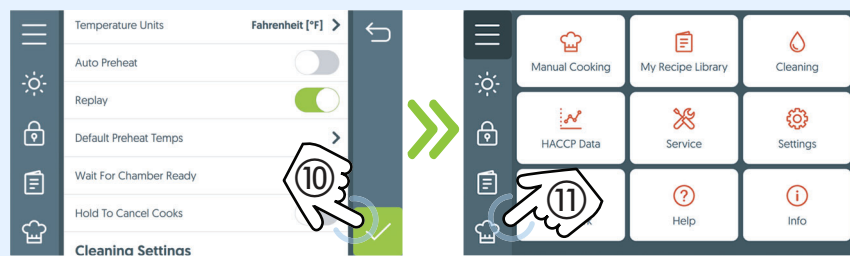 Temperature Units Fahrenheit [°F]
Auto Preheat
Replay
Default Preheat Temps
Wait For Chamber Ready
Hold To Cancel Cooks
Cleaning Settings
10
Manual Cooking My Recipe Library Cleaning
HACCP Data Service Settings
11
Help Info